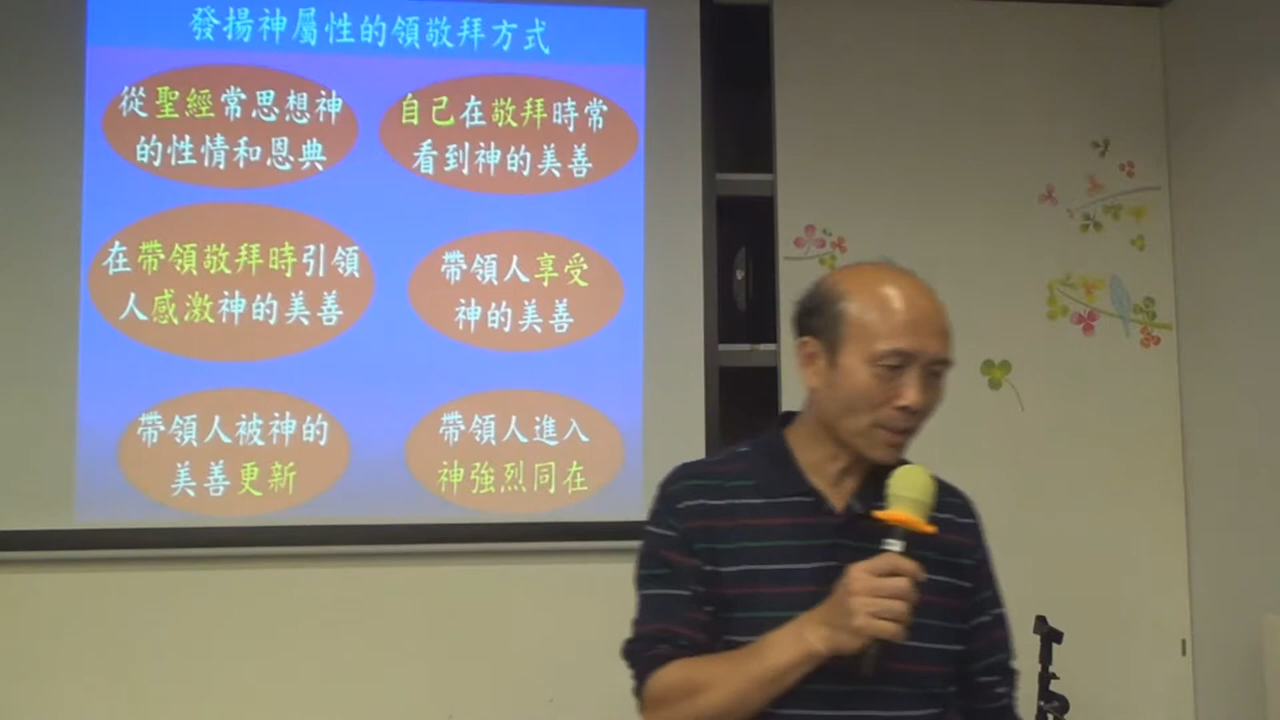 發揚神屬性的領敬拜方式
從聖經常思想神
的性情和恩典
自己在敬拜時常
看到神的美善
在帶領敬拜時引領
人感激神的美善
帶領人享受
神的美善
帶領人被神的
美善更新
帶領人進入
神強烈同在